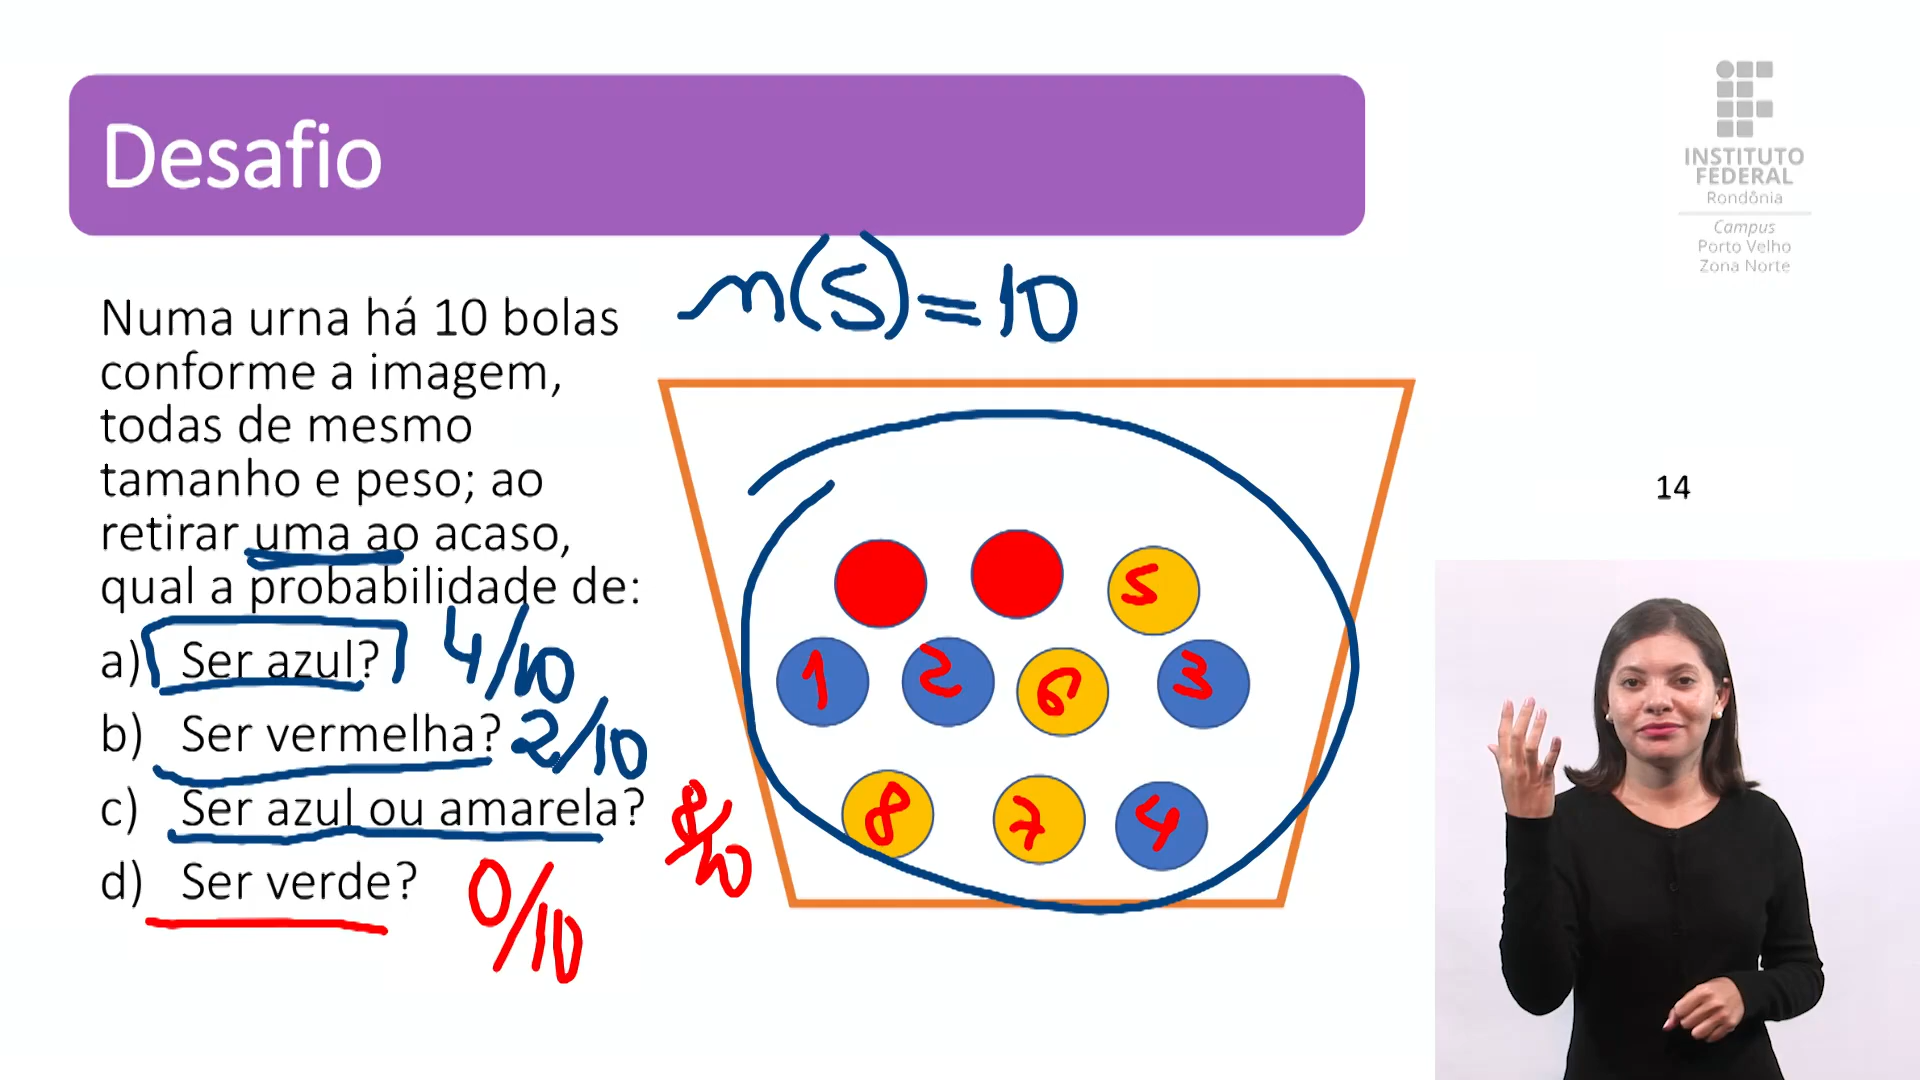 Desafio
INSTITUTO
FEDERAL
Rondônia
Campus
Porto Velho
Zona Norte
n(S)=10
Numa urna há 10 bolas
conforme a imagem,
todas de mesmo
tamanho e peso; ao
retirar uma ao acaso,
qual a probabilidade de:
a) Ser azul? 4/10
b) Ser vermelha? 2/10
c) Ser azul ou amarela? 8/10
d) Ser verde? 0/10
5
1 2 6 3
8 7 4
14